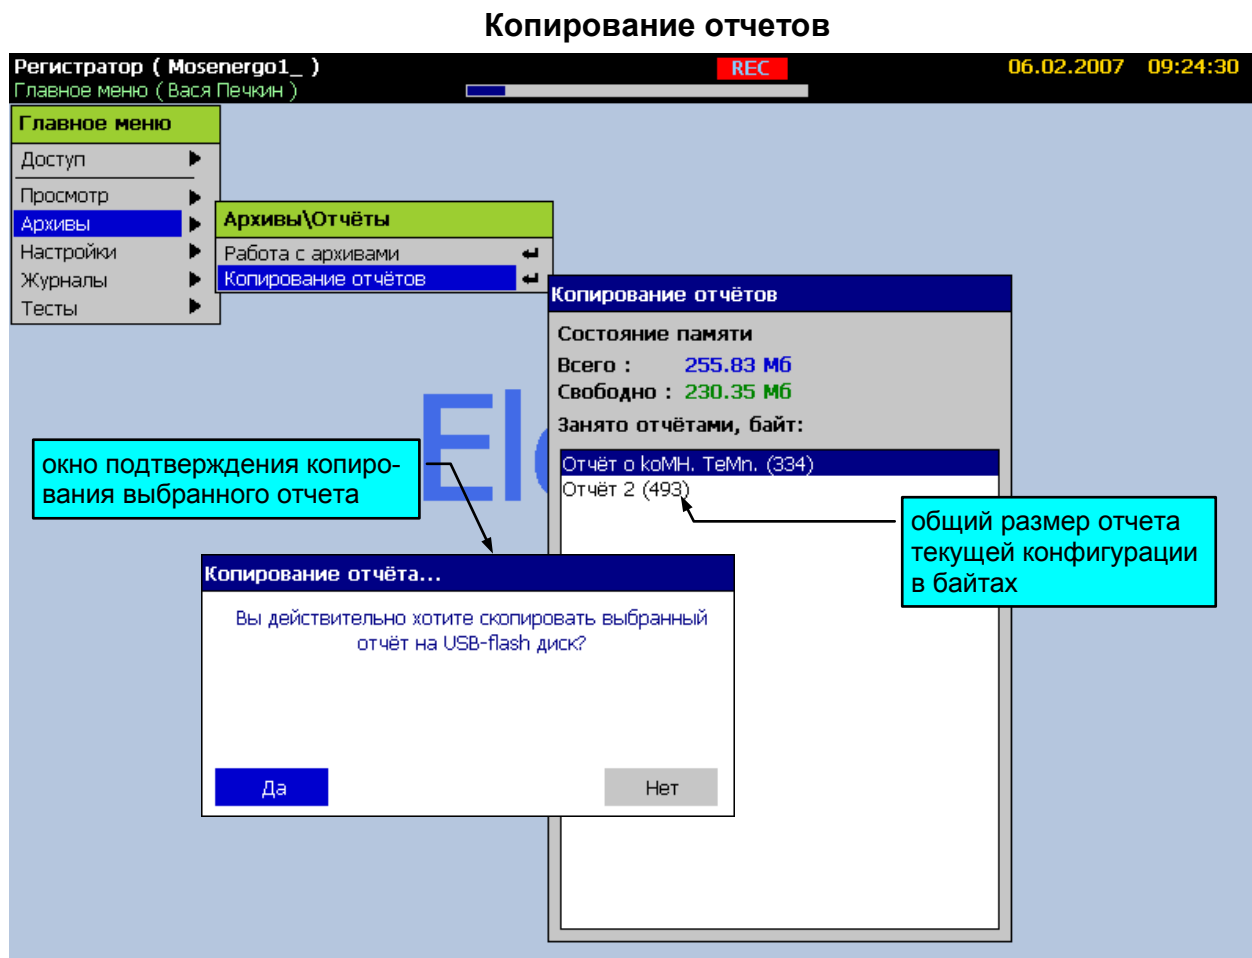 Копирование отчетов
Регистратор ( Mosenergo1_ )
REC
06.02.2007 09:24:30
Главное меню ( Вася Печкин )
Главное меню
Доступ
Просмотр
Архивы
Настройки
Журналы
Тесты
Архивы\Отчёты
Работа с архивами
Копирование отчётов
Копирование отчётов
Состояние памяти
Всего : 255.83 Мб
Свободно : 230.35 Мб
Занято отчётами, байт:
Отчёт о koMH. TeMn. (334)
Отчёт 2 (493)
окно подтверждения копиро-
вания выбранного отчета
общий размер отчета
текущей конфигурации
в байтах
Копирование отчёта...
Вы действительно хотите скопировать выбранный
отчёт на USB-flash диск?
Да
Нет